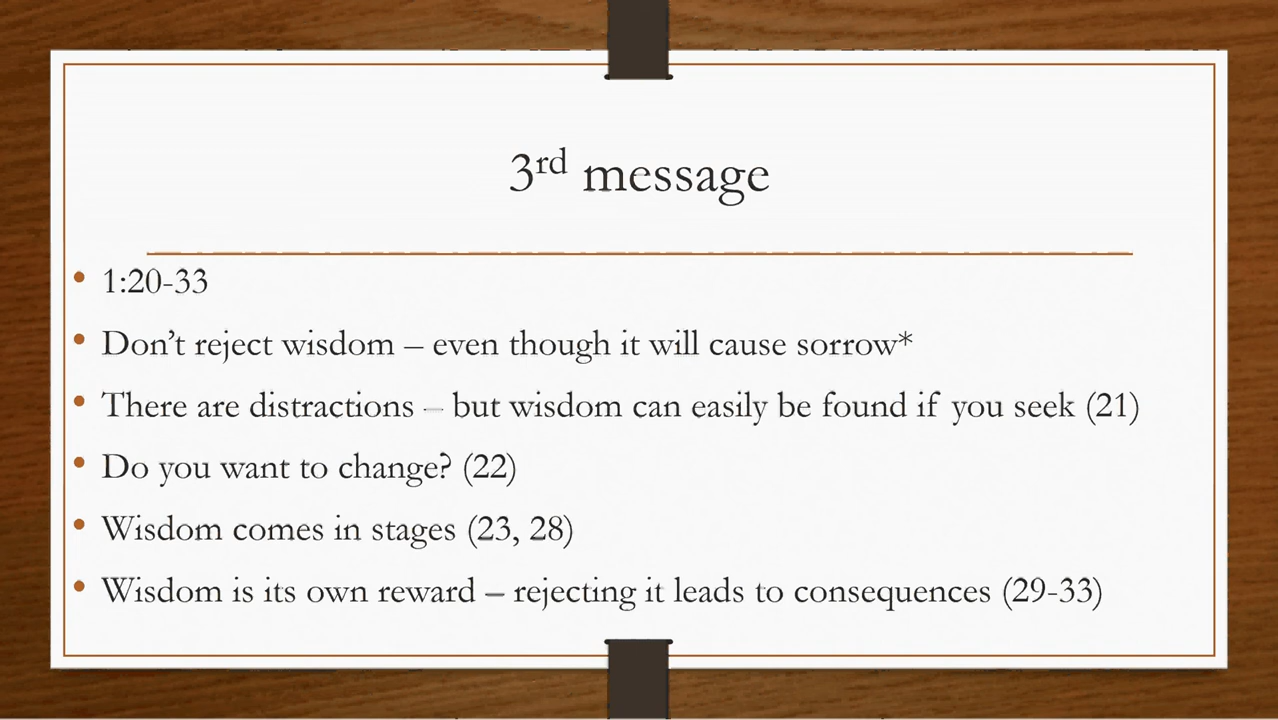 3rd message
• 1:20-33
• Don’t reject wisdom – even though it will cause sorrow*
• There are distractions – but wisdom can easily be found if you seek (21)
• Do you want to change? (22)
• Wisdom comes in stages (23, 28)
• Wisdom is its own reward – rejecting it leads to consequences (29-33)